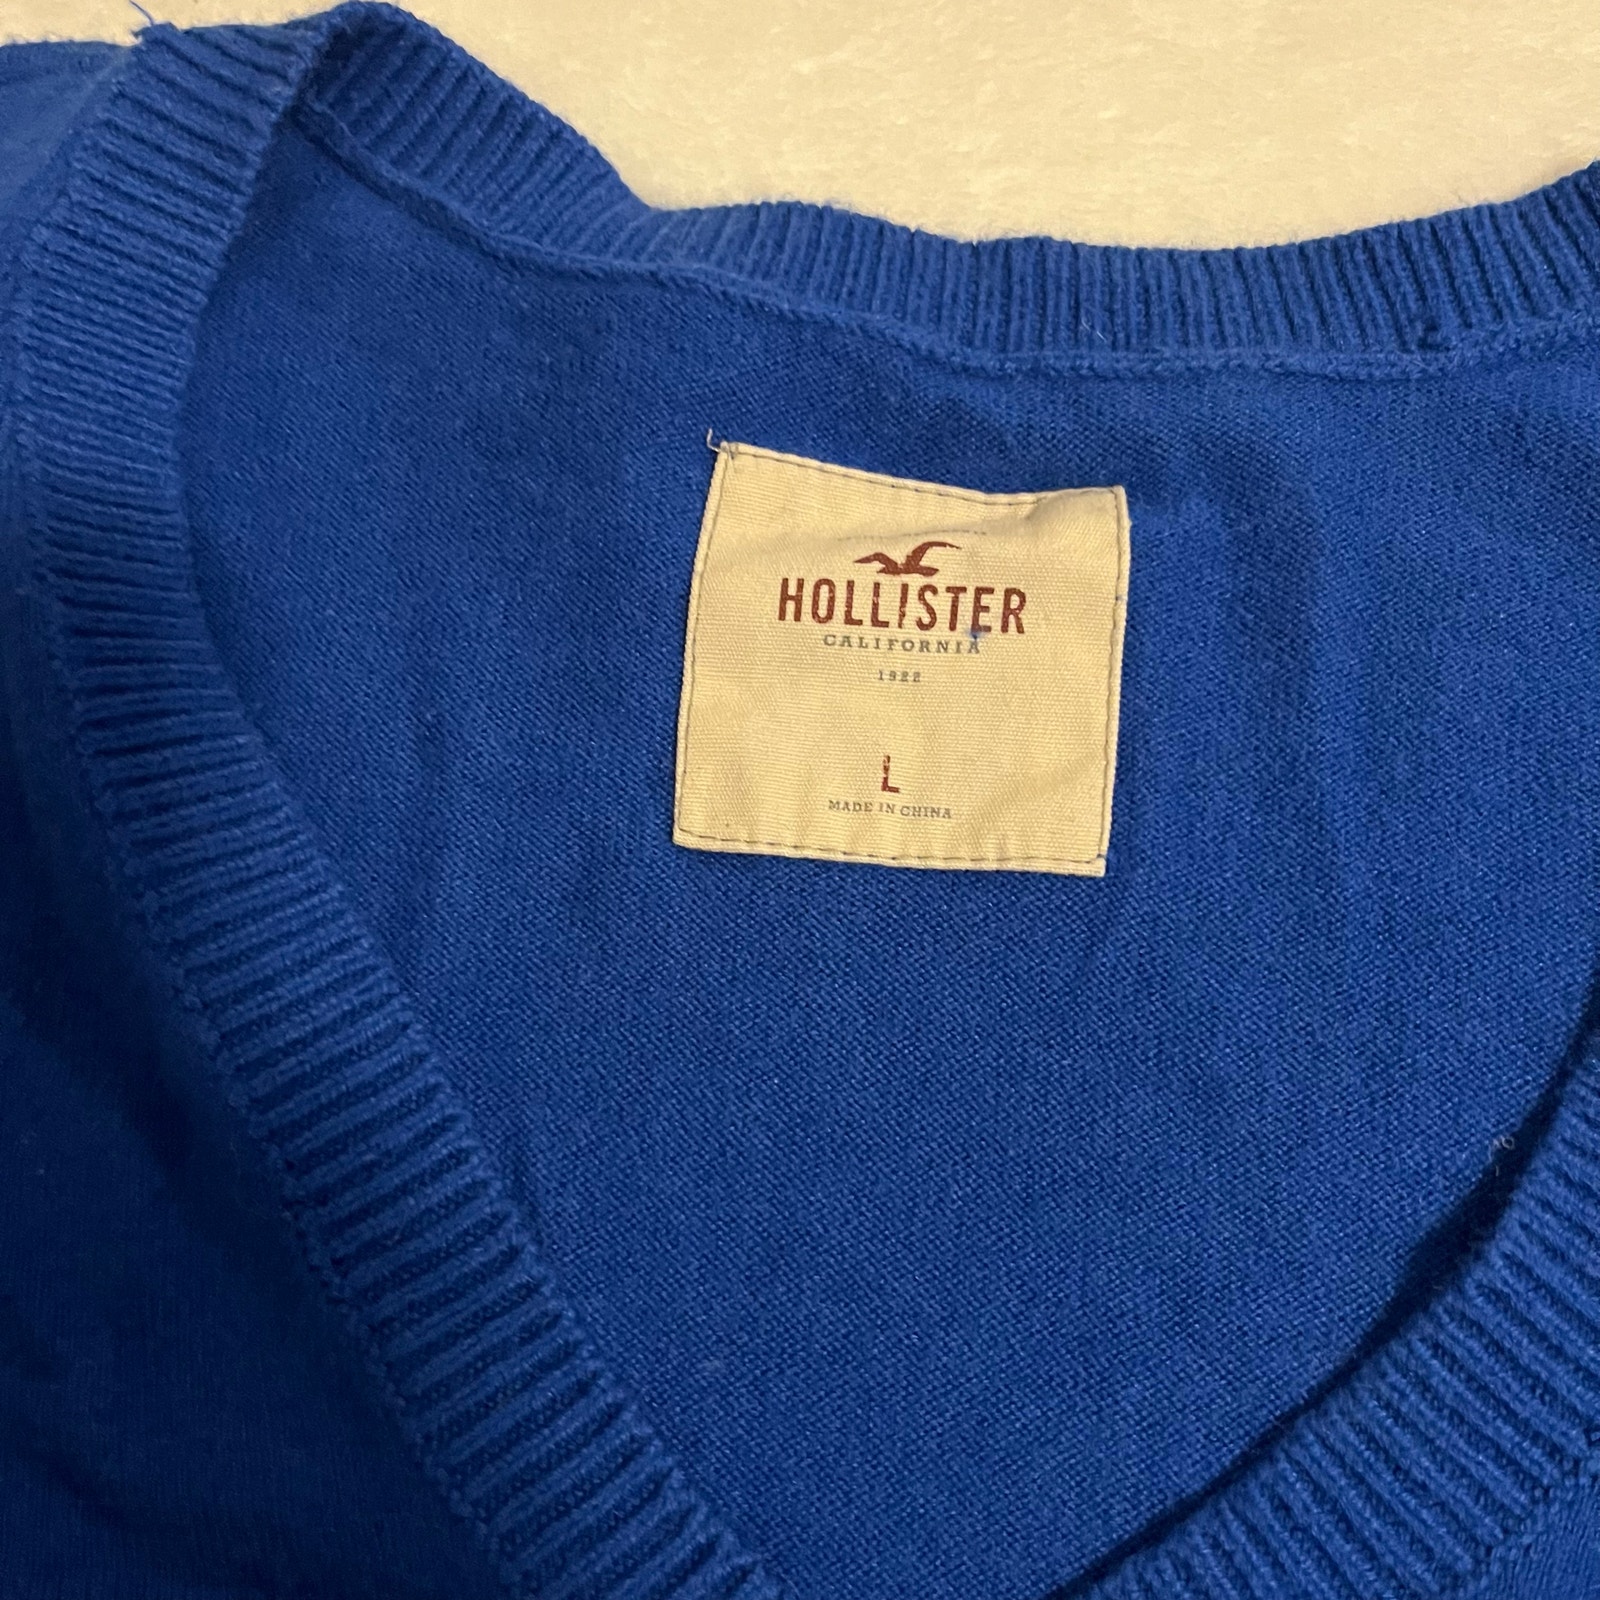 HOLLISTER
CALIFORNIA
1922
L
MADE IN CHINA